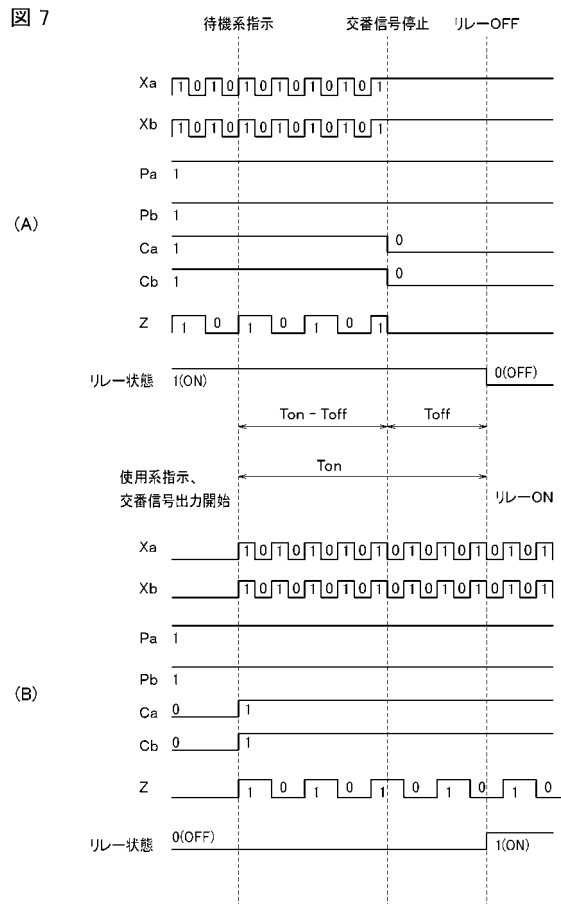 図 7
待機系指示 交番信号停止 リレーOFF
(A)
Xa 1 0 1 0 1 0 1 0 1 0 1 0 1
Xb 1 0 1 0 1 0 1 0 1 0 1 0 1
Pa 1
Pb 1
Ca 1 0
Cb 1 0
Z 1 0 1 0 1 0 1
リレー状態 1(ON) 0(OFF)
Ton - Toff Toff
Ton
使用系指示、
交番信号出力開始 リレーON
(B)
Xa 1 0 1 0 1 0 1 0 1 0 1 0 1 0 1 0 1 0 1
Xb 1 0 1 0 1 0 1 0 1 0 1 0 1 0 1 0 1 0 1
Pa 1
Pb 1
Ca 0 1
Cb 0 1
Z 1 0 1 0 1 0 1 0 1 0
リレー状態 0(OFF) 1(ON)